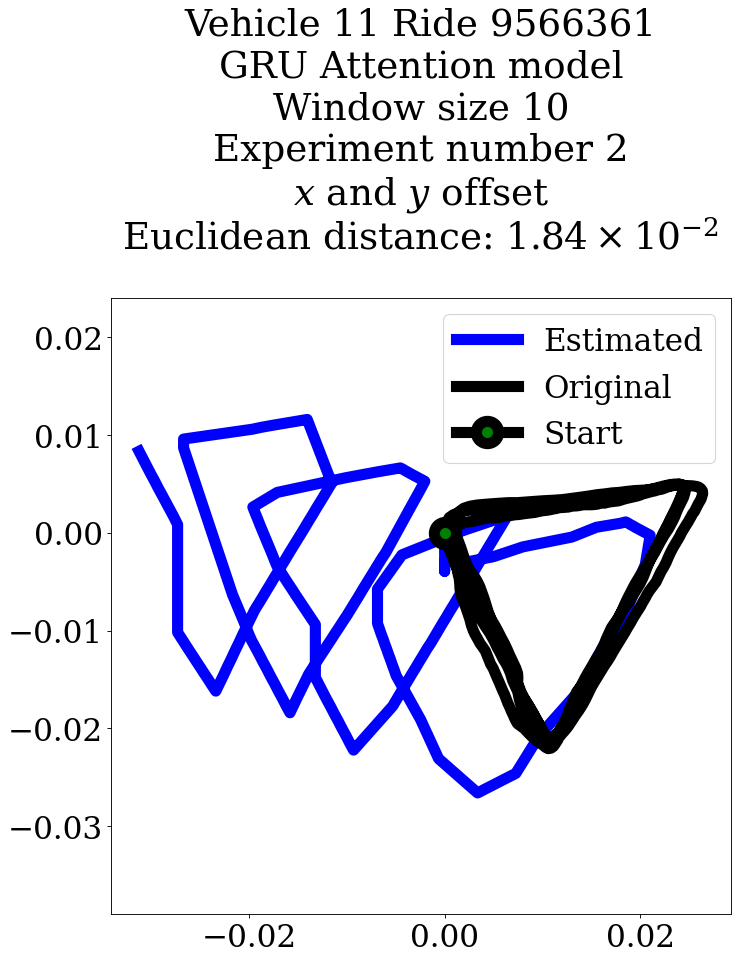 Vehicle 11 Ride 9566361
GRU Attention model
Window size 10
Experiment number 2
x and y offset
Euclidean distance: 1.84 × 10⁻²
Estimated
Original
Start
0.02
0.01
0.00
−0.01
−0.02
−0.03
−0.02 0.00 0.02